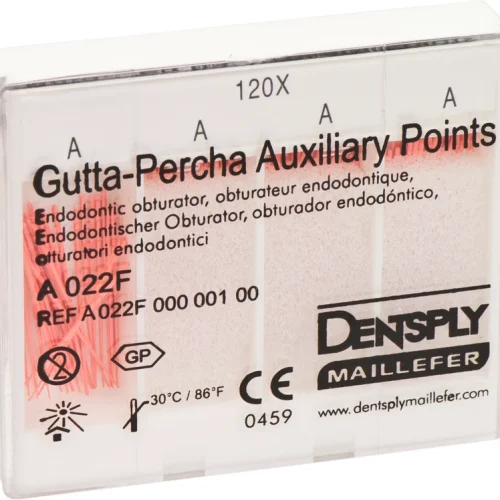 120X
A A A A
Gutta-Percha Auxiliary Points
Endodontic obturator, obturateur endodontique,
Endodontischer Obturator, obturador endodóntico,
otturatori endodontici
A 022F
REF A 022F 000 001 00
2
GP
30°C / 86°F
CE
0459
DENTSPLY
MAILLEFER
www.dentsplymaillefer.com